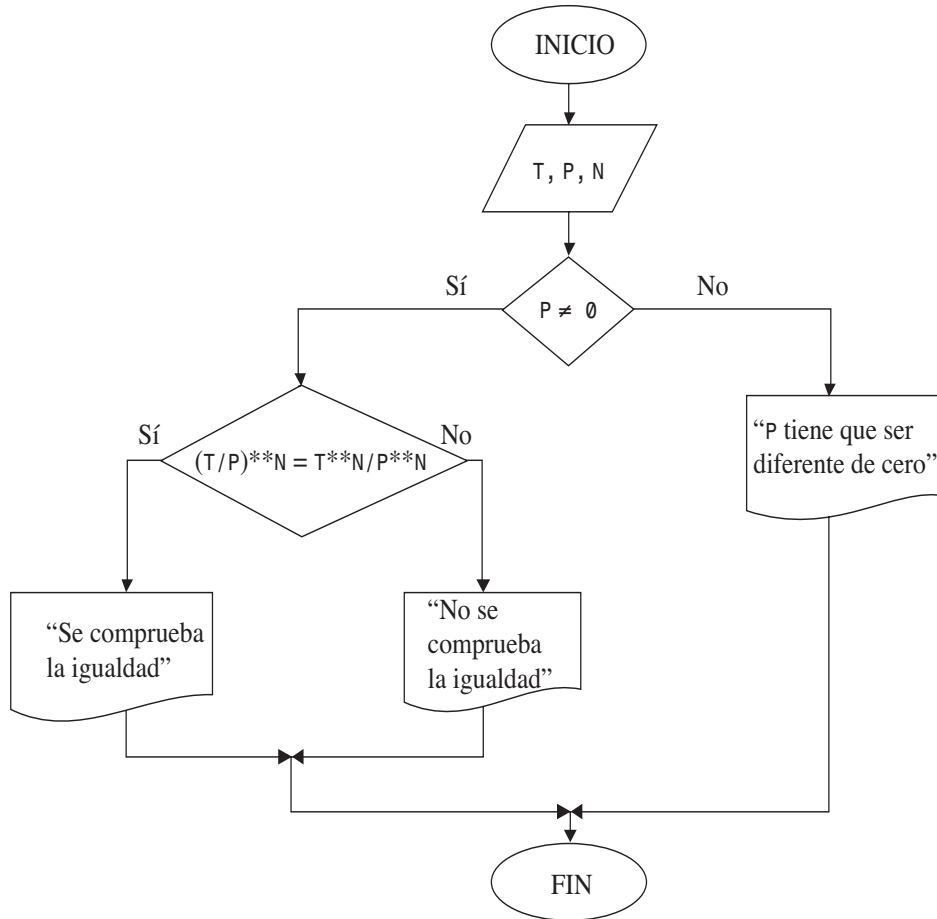 INICIO
T, P, N
P ≠ 0
Sí
No
(T/P)**N = T**N/P**N
Sí
No
“P tiene que ser
diferente de cero”
“Se comprueba
la igualdad”
“No se
comprueba
la igualdad”
FIN